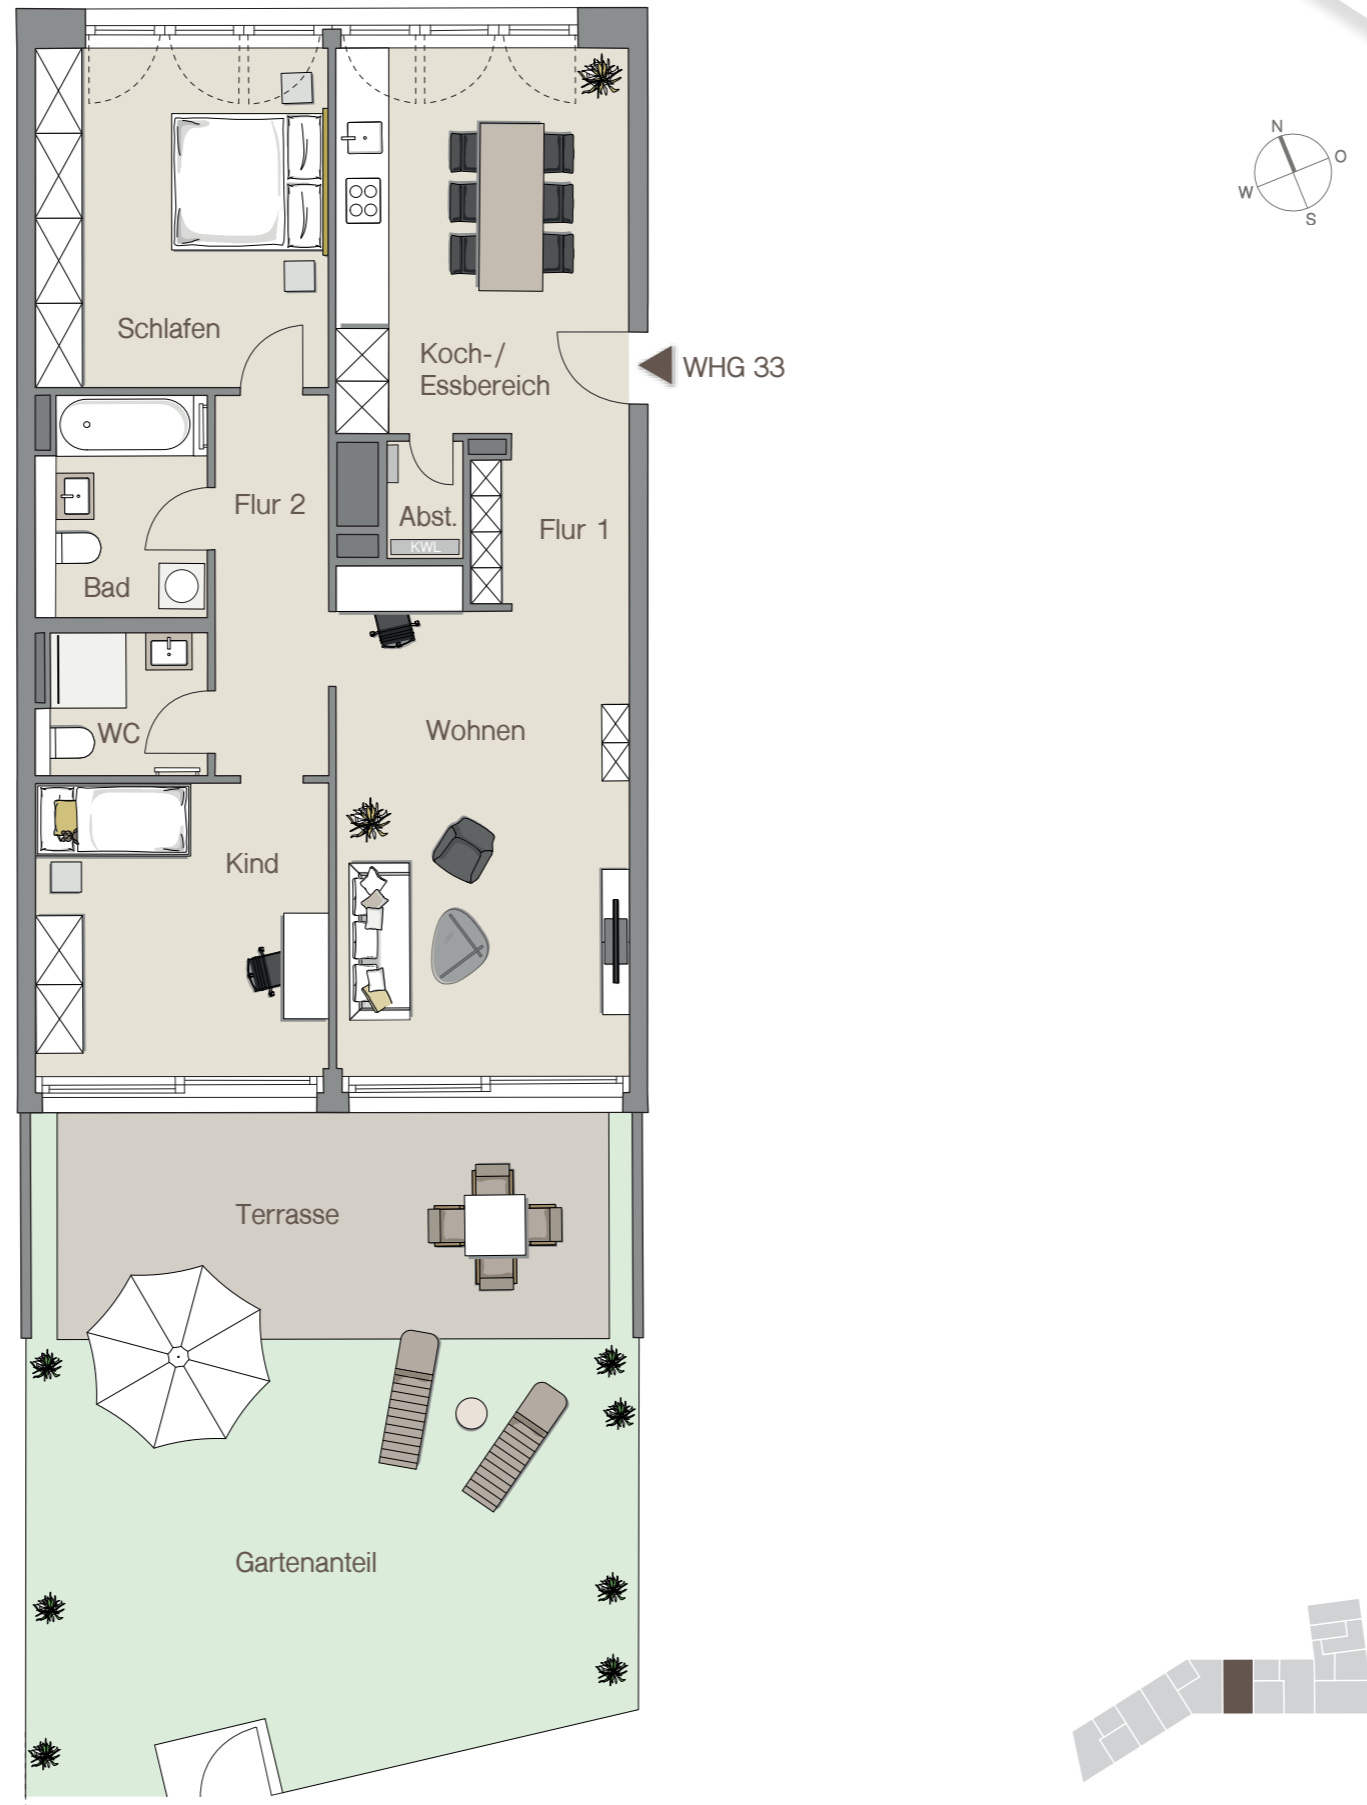 N
O
W
S
Schlafen
Koch-/
Essbereich
WHG 33
Flur 2
Abst.
Flur 1
KWL
Bad
WC
Wohnen
Kind
Terrasse
Gartenanteil